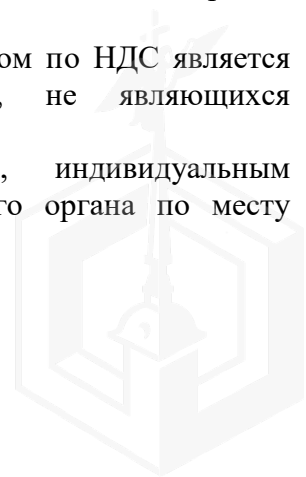 ом по НДС является
не являющихся
, индивидуальным
го органа по месту